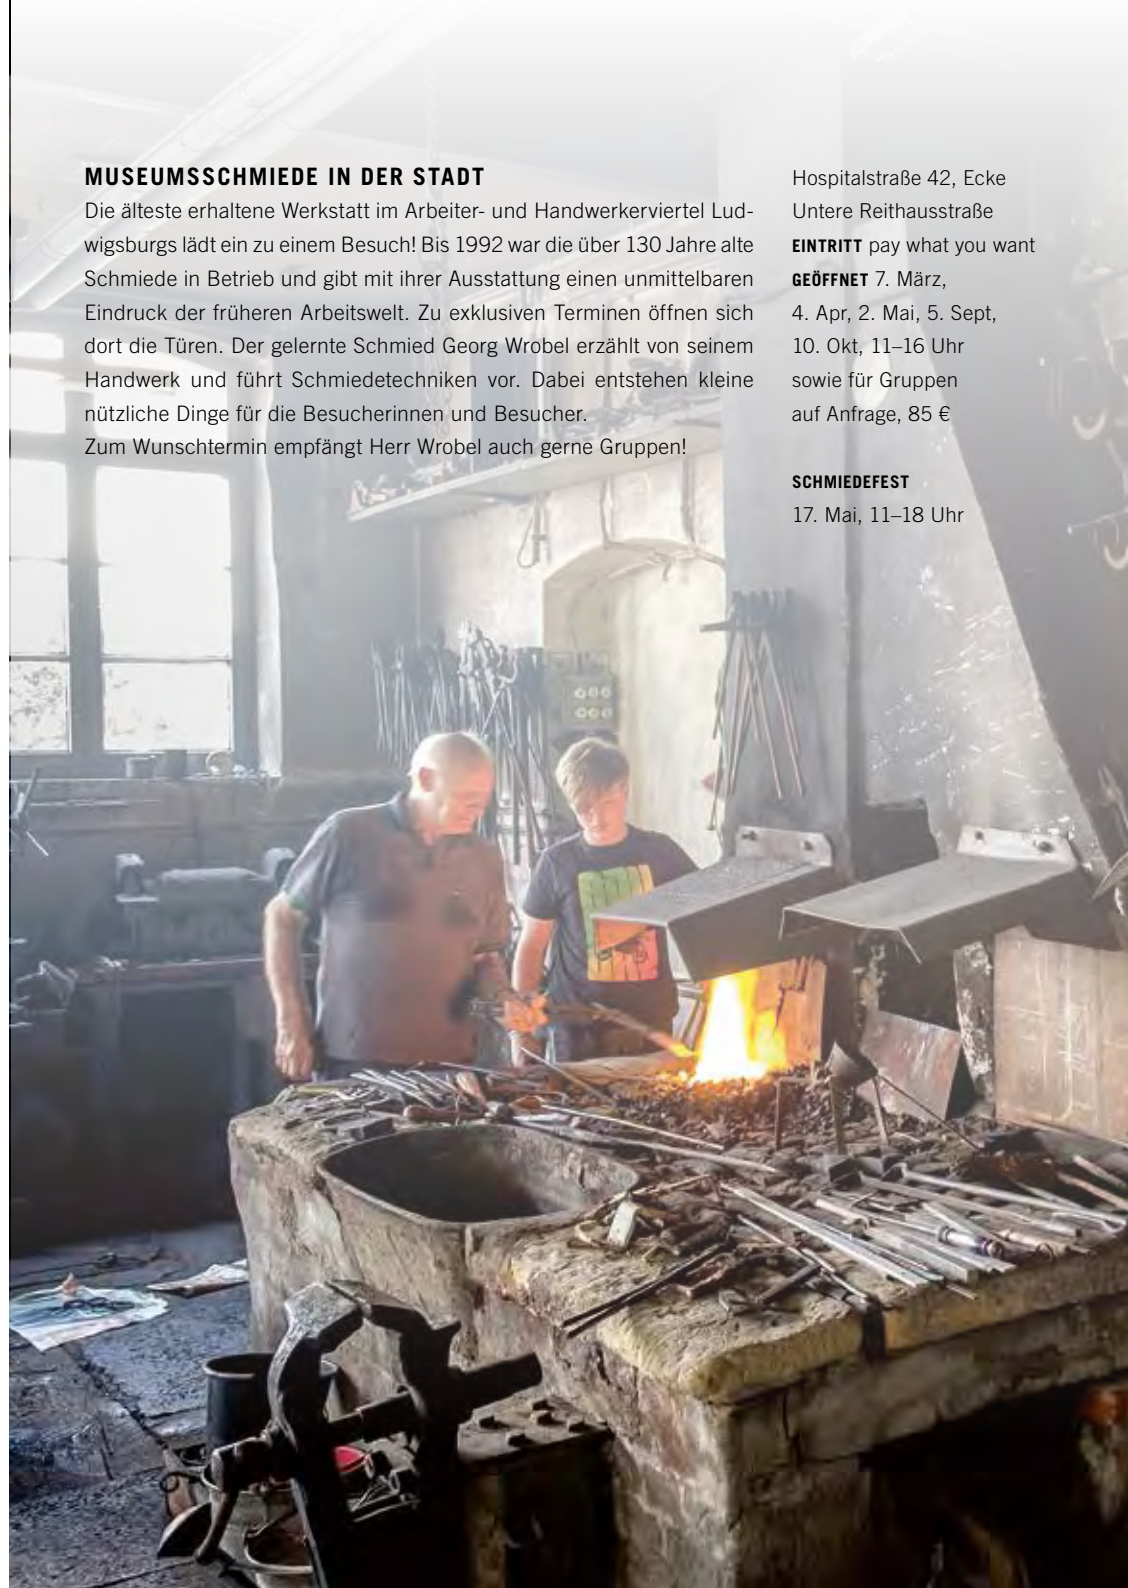 MUSEUMSSCHMIEDE IN DER STADT
Die älteste erhaltene Werkstatt im Arbeiter- und Handwerkerviertel Lud-
wigsburgs lädt ein zu einem Besuch! Bis 1992 war die über 130 Jahre alte
Schmiede in Betrieb und gibt mit ihrer Ausstattung einen unmittelbaren
Eindruck der früheren Arbeitswelt. Zu exklusiven Terminen öffnen sich
dort die Türen. Der gelernte Schmied Georg Wrobel erzählt von seinem
Handwerk und führt Schmiedetechniken vor. Dabei entstehen kleine
nützliche Dinge für die Besucherinnen und Besucher.
Zum Wunschtermin empfängt Herr Wrobel auch gerne Gruppen!
Hospitalstraße 42, Ecke
Untere Reithausstraße
EINTRITT pay what you want
GEÖFFNET 7. März,
4. Apr, 2. Mai, 5. Sept,
10. Okt, 11–16 Uhr
sowie für Gruppen
auf Anfrage, 85 €
SCHMIEDEFEST
17. Mai, 11–18 Uhr